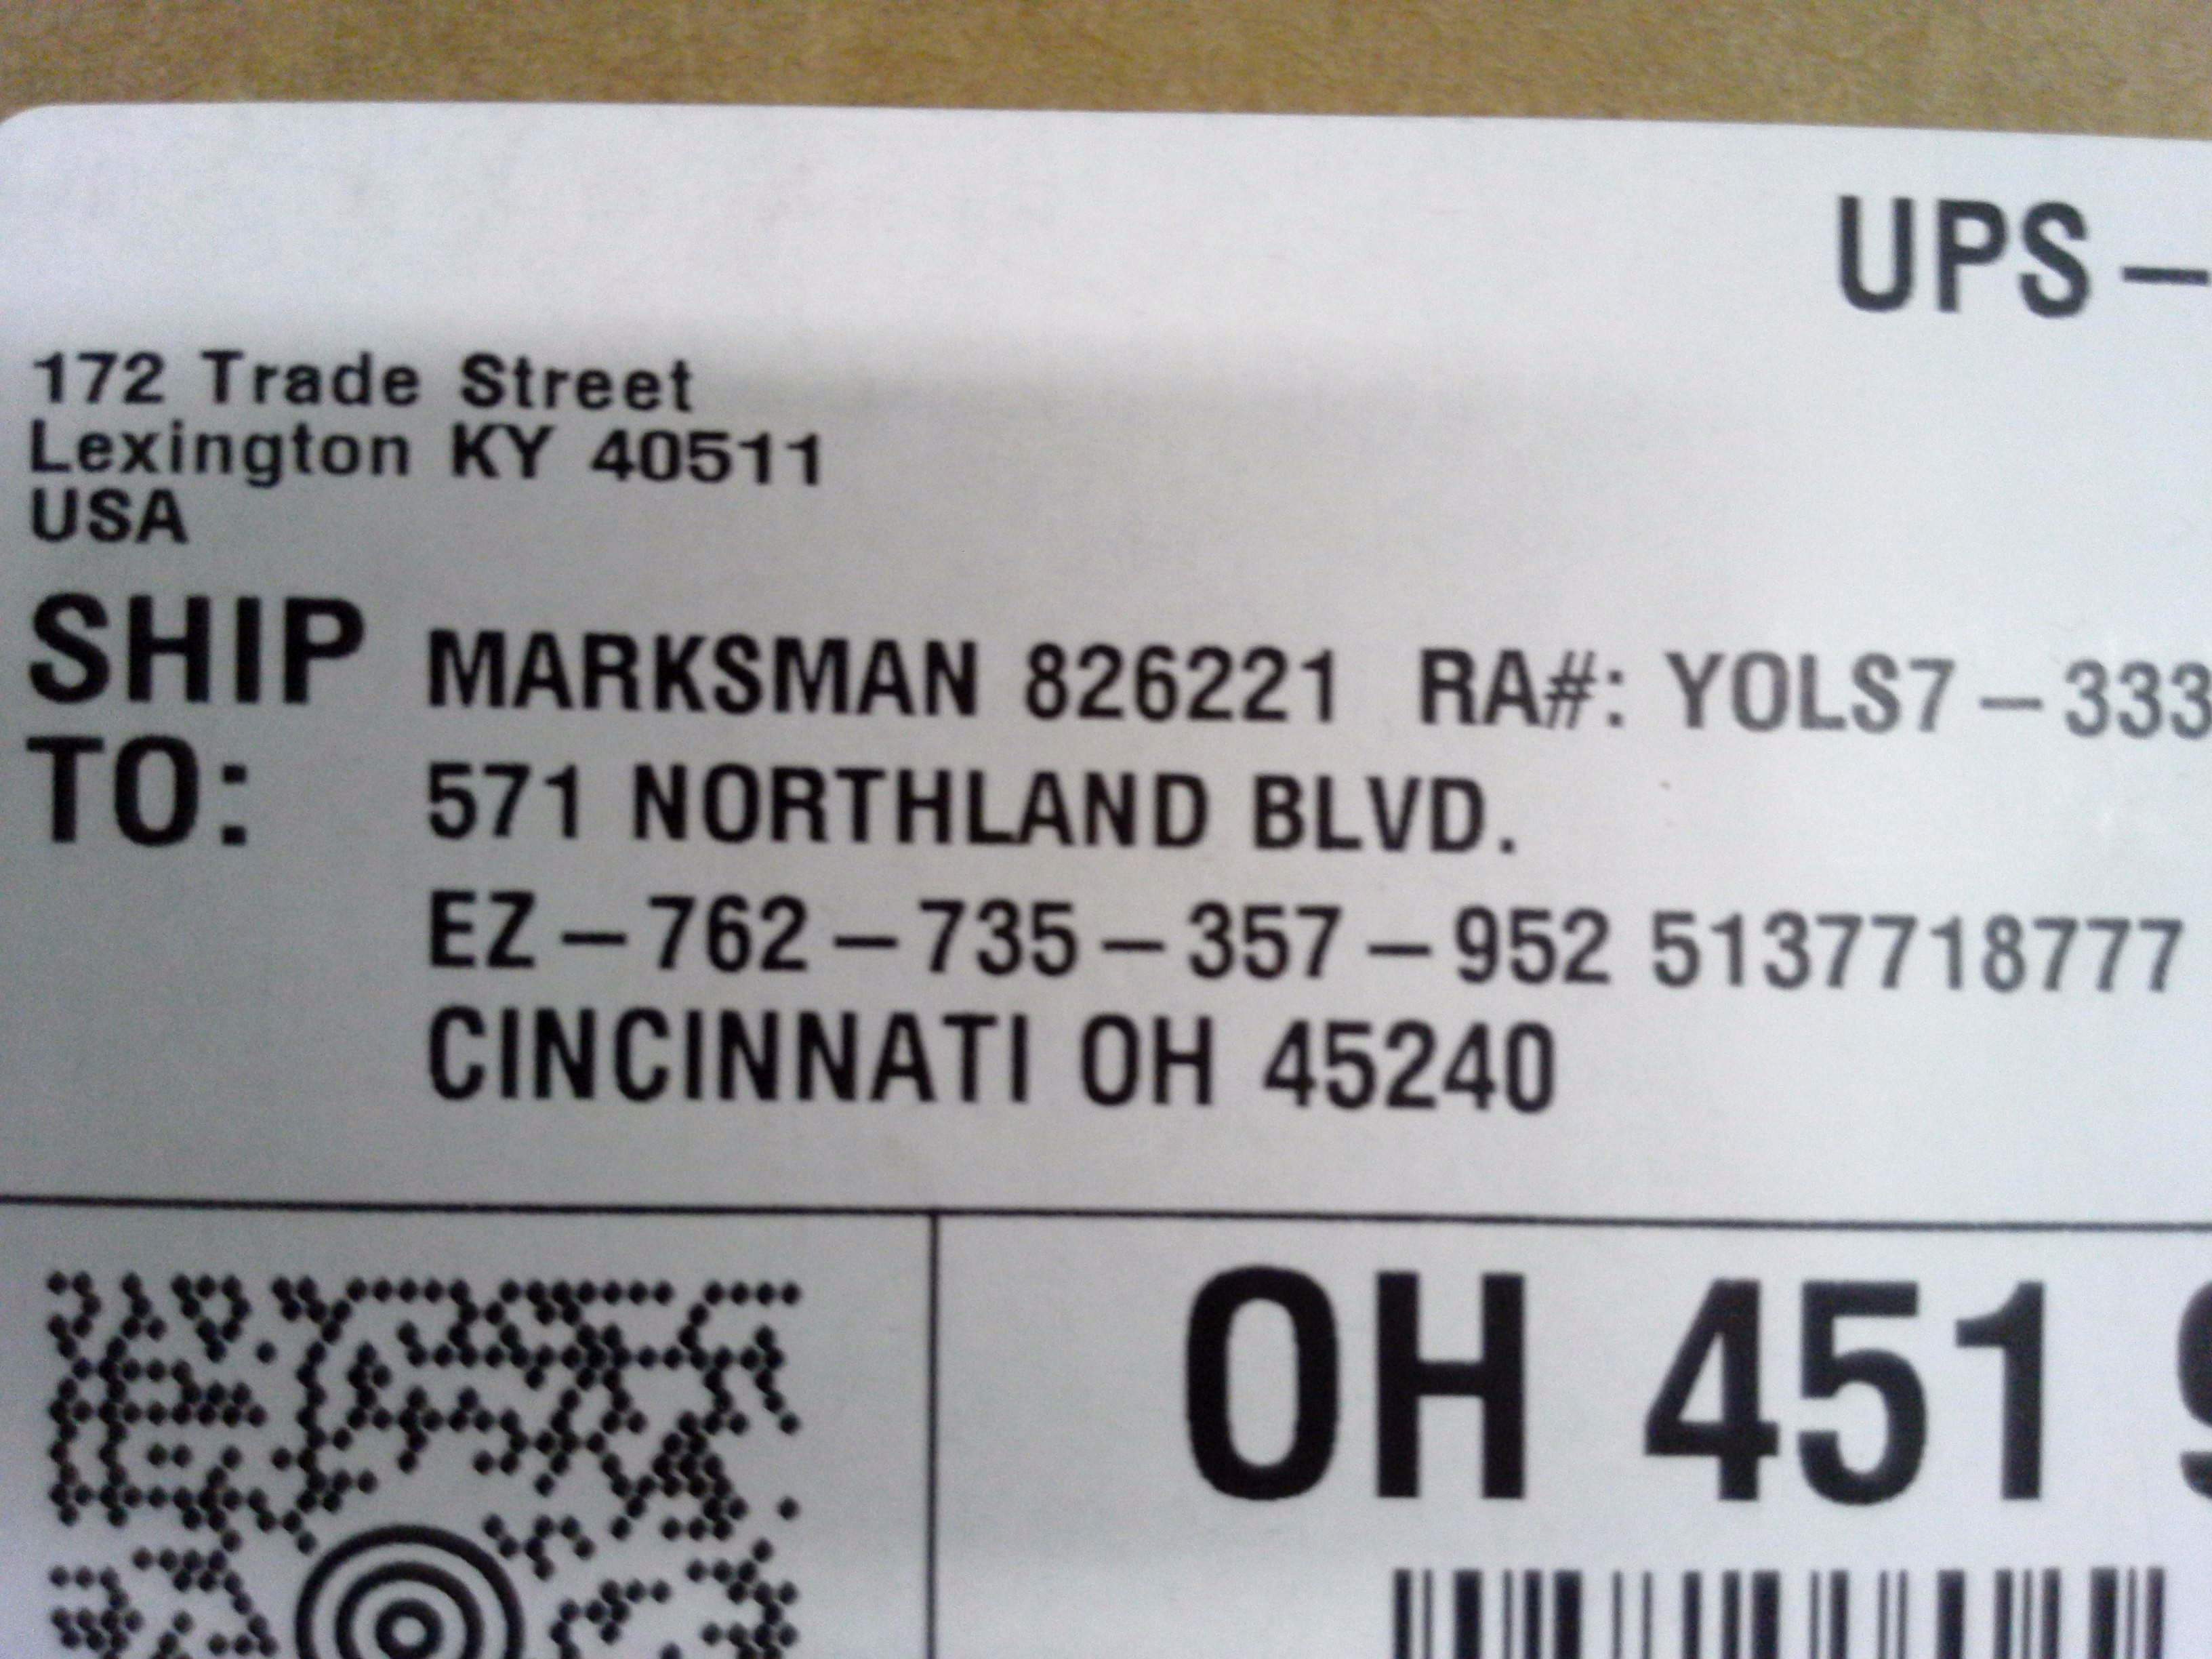 UPS –
172 Trade Street
Lexington KY 40511
USA
SHIP TO:
MARKSMAN 826221 RA#: YOLS7 – 333
571 NORTHLAND BLVD.
EZ – 762 – 735 – 357 – 952 5137718777
CINCINNATI OH 45240
OH 451